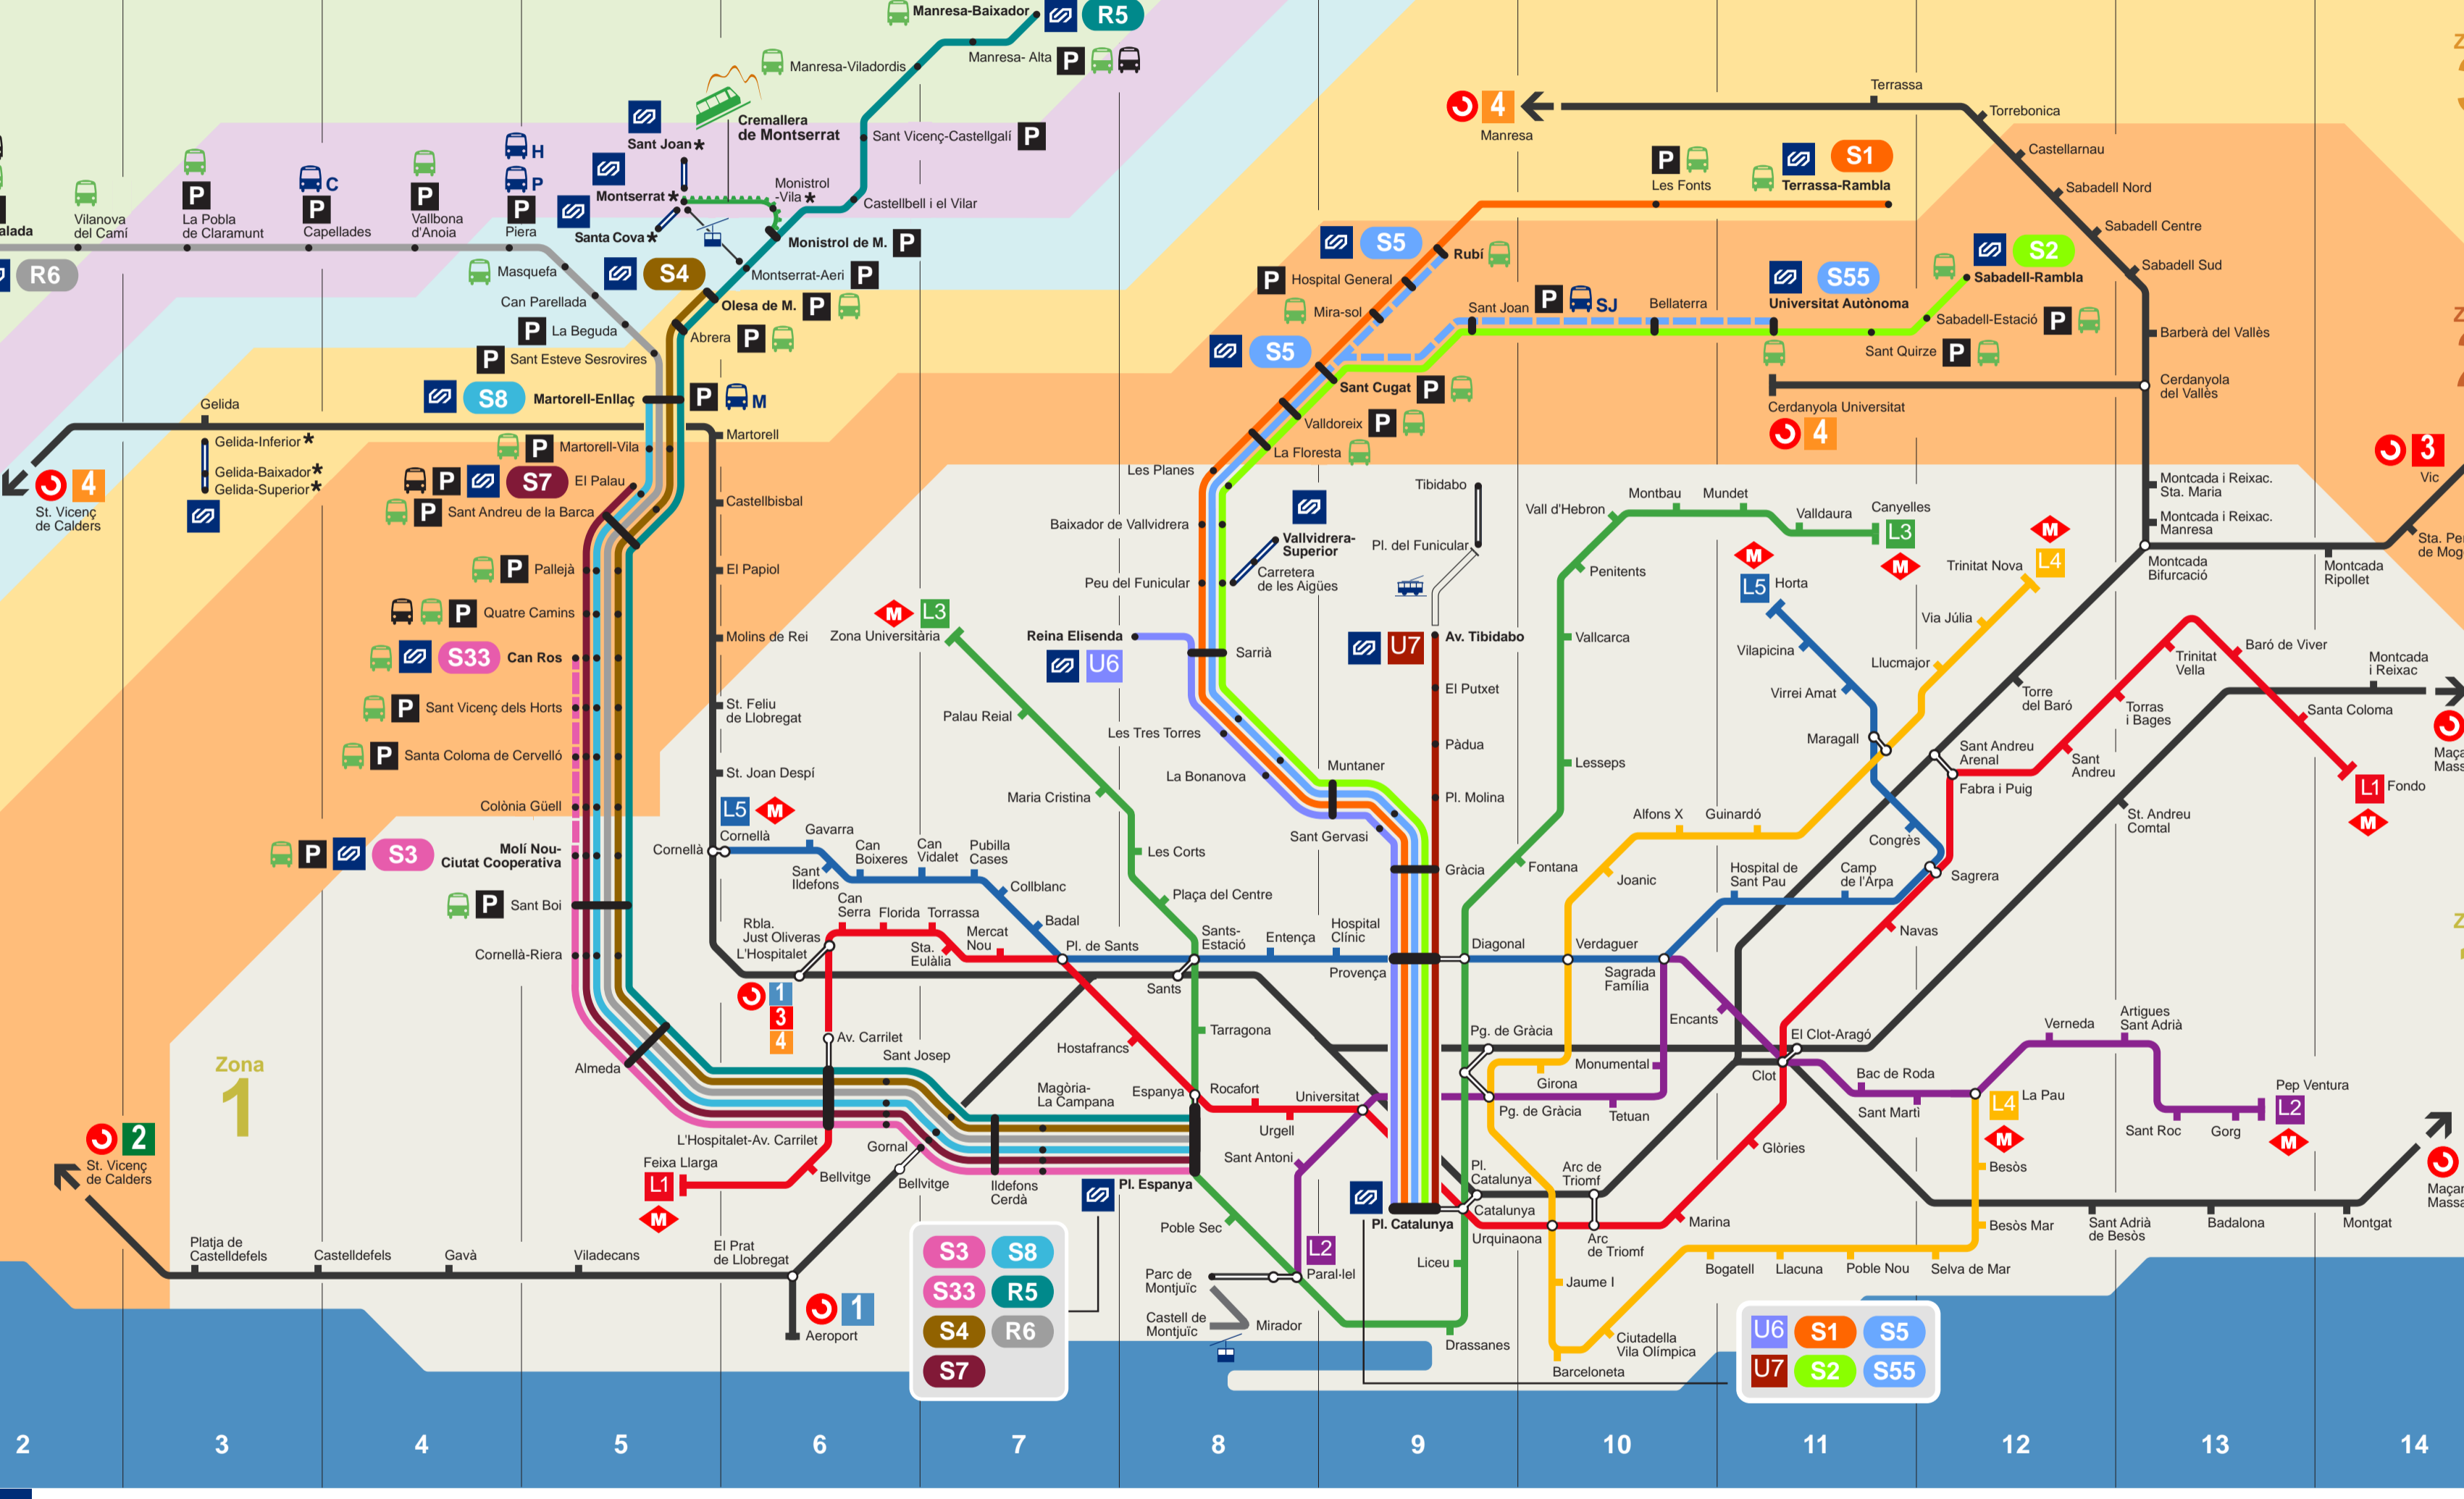 Manresa-Baixador
R5
Manresa- Alta
P
Manresa-Viladordis
Cremallera
de Montserrat
Sant Joan*
Sant Vicenç-Castellgalí
P
Montserrat*
Monistrol
-Vila*
Castellbell i el Vilar
Santa Cova*
Monistrol de M.
P
Montserrat-Aeri
P
S4
Olesa de M.
P
Abrera
P
alada
R6
Vilanova
del Camí
P
La Pobla
de Claramunt
C
P
Capellades
P
Vallbona
d'Anoia
H
P
P
Piera
Masquefa
Can Parellada
P
La Beguda
P
Sant Esteve Sesrovires
S8
Martorell-Enllaç
P
M
Gelida
Gelida-Inferior*
Gelida-Baixador*
Gelida-Superior*
4
St. Vicenç
de Calders
P
Martorell-Vila
Martorell
P
S7
El Palau
P
Sant Andreu de la Barca
Castellbisbal
P
Pallejà
El Papiol
P
Quatre Camins
Molins de Rei
S33
Can Ros
P
Sant Vicenç dels Horts
St. Feliu
de Llobregat
P
Santa Coloma de Cervelló
St. Joan Despí
Colònia Güell
P
S3
Molí Nou-
Ciutat Cooperativa
P
Sant Boi
Cornellà-Riera
Almeda
Zona
1
2
St. Vicenç
de Calders
Platja de
Castelldefels
Castelldefels
Gavà
Viladecans
El Prat
de Llobregat
1
Aeroport
4
Manresa
Terrassa
Torrebonica
Castellarnau
Sabadell Nord
Sabadell Centre
Sabadell Sud
Barberà del Vallès
Cerdanyola
del Vallès
Cerdanyola Universitat
4
Montcada i Reixac.
Sta. Maria
Montcada i Reixac.
Manresa
Montcada
Bifurcació
Montcada
Ripollet
3
Vic
Sta. Pe
de Mog
P
Les Fonts
S1
Terrassa-Rambla
S5
Rubí
P
Hospital General
Mira-sol
S5
Sant Cugat
P
Valldoreix
P
La Floresta
Les Planes
Sant Joan
P
SJ
Bellaterra
S55
Universitat Autònoma
S2
Sabadell-Rambla
Sabadell-Estació
P
Sant Quirze
P
Baixador de Vallvidrera
Vallvidrera-
Superior
Carretera
de les Aigües
Peu del Funicular
Tibidabo
Pl. del Funicular
Reina Elisenda
U6
Sarrià
U7
Av. Tibidabo
El Putxet
Pàdua
Pl. Molina
Gràcia
Les Tres Torres
La Bonanova
Muntaner
Sant Gervasi
Provença
M
L3
Zona Universitària
Palau Reial
Maria Cristina
Les Corts
Plaça del Centre
Sants-
Estació
Sants
Tarragona
Espanya
Poble Sec
Paral·lel
Drassanes
Liceu
Vall d'Hebron
Montbau
Mundet
Valldaura
Canyelles
L3
M
Penitents
Vallcarca
Lesseps
Fontana
Diagonal
M
L5
Horta
Vilapicina
Virrei Amat
Maragall
Congrès
Sagrera
Camp
de l'Arpa
Hospital de
Sant Pau
Sagrada
Família
Verdaguer
Hospital
Clínic
Entença
Pl. de Sants
Badal
Collblanc
Pubilla
Cases
Can
Vidalet
Can
Boixeres
Sant
Ildefons
Gavarra
Cornellà
Cornellà
L5
M
M
L4
Trinitat Nova
Via Júlia
Llucmajor
Guinardó
Alfons X
Joanic
Girona
Pg. de Gràcia
Pg. de Gràcia
Urquinaona
Jaume I
Barceloneta
Ciutadella
Vila Olímpica
Bogatell
Llacuna
Poble Nou
Selva de Mar
Besòs Mar
Besòs
La Pau
L4
M
Torre
del Baró
Sant Andreu
Arenal
Fabra i Puig
Sant
Andreu
Torras
i Bages
Trinitat
Vella
Baró de Viver
Santa Coloma
L1
Fondo
M
Montcada
i Reixac
Maça
Mass
St. Andreu
Comtal
Navas
El Clot-Aragó
Clot
Glòries
Marina
Arc de
Triomf
Arc
de Triomf
Pl.
Catalunya
Catalunya
Pl. Catalunya
Universitat
Urgell
Rocafort
Hostafrancs
Mercat
Nou
Sta.
Eulàlia
Torrassa
Florida
Can
Serra
Rbla.
Just Oliveras
L'Hospitalet
1
3
4
Av. Carrilet
L'Hospitalet-Av. Carrilet
Bellvitge
Feixa Llarga
L1
M
Sant Josep
Gornal
Bellvitge
Magòria-
La Campana
Ildefons
Cerdà
Pl. Espanya
Sant Antoni
L2
Parc de
Montjuïc
Castell de
Montjuïc
Mirador
Encants
Monumental
Tetuan
Bac de Roda
Sant Martí
Verneda
Artigues
Sant Adrià
Sant Roc
Gorg
Pep Ventura
L2
M
Sant Adrià
de Besòs
Badalona
Montgat
Maçar
Massa
S3
S8
S33
R5
S4
R6
S7
U6
S1
S5
U7
S2
S55
2
3
4
5
6
7
8
9
10
11
12
13
14